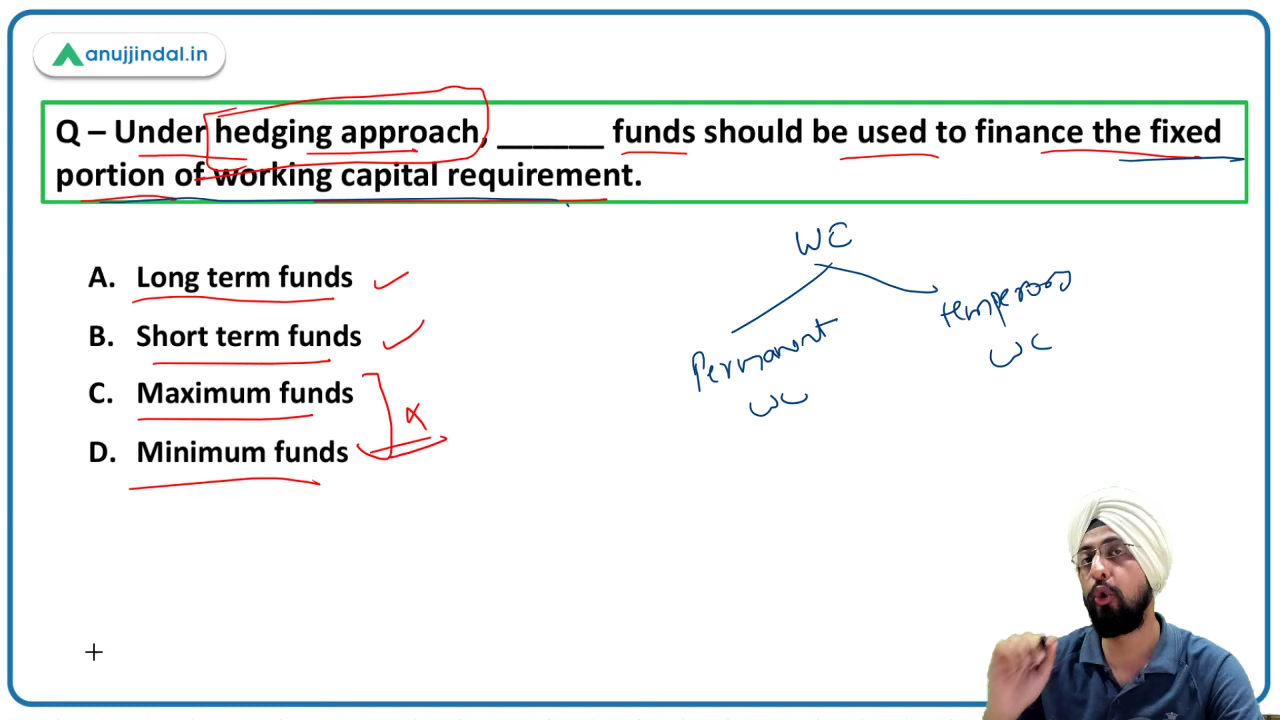 anujjindal.in
Q – Under hedging approach, ______ funds should be used to finance the fixed
portion of working capital requirement.
A. Long term funds
B. Short term funds
C. Maximum funds
D. Minimum funds
WC
Permanent
WC
WC